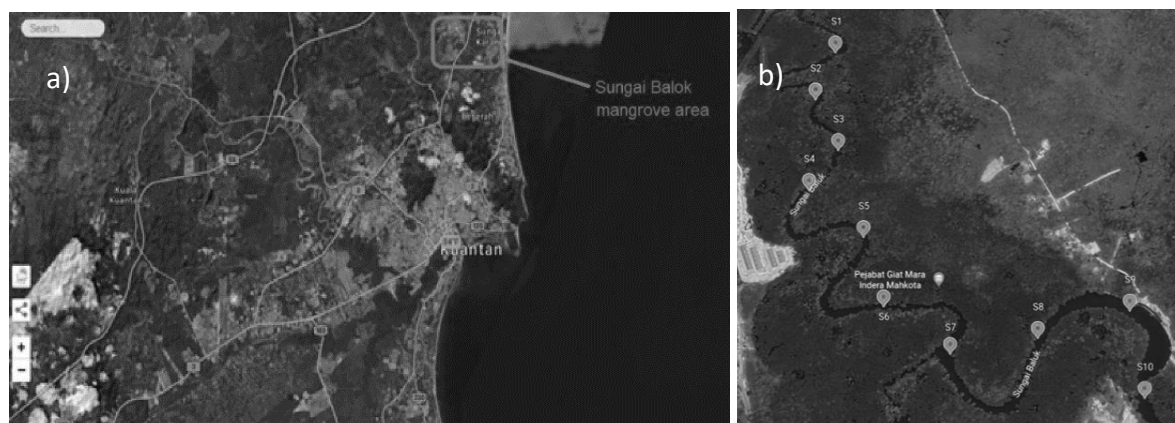 Search...
a)
Sungai Balok
mangrove area
Kuantan
b)
S1
S2
S3
S4
Sungai Balok
S5
Pejabat Giat Mara
Indera Mahkota
S6
S7
S8
Sungai Balok
S9
S10